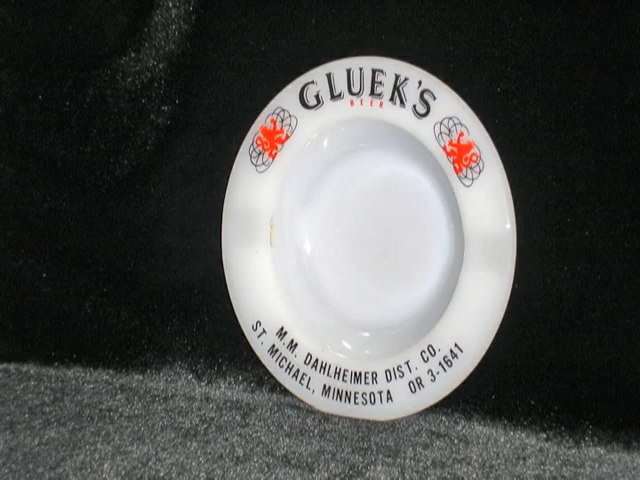 GLUEK'S
BEER
M.M. DAHLHEIMER DIST. CO.
ST. MICHAEL, MINNESOTA OR 3-1641